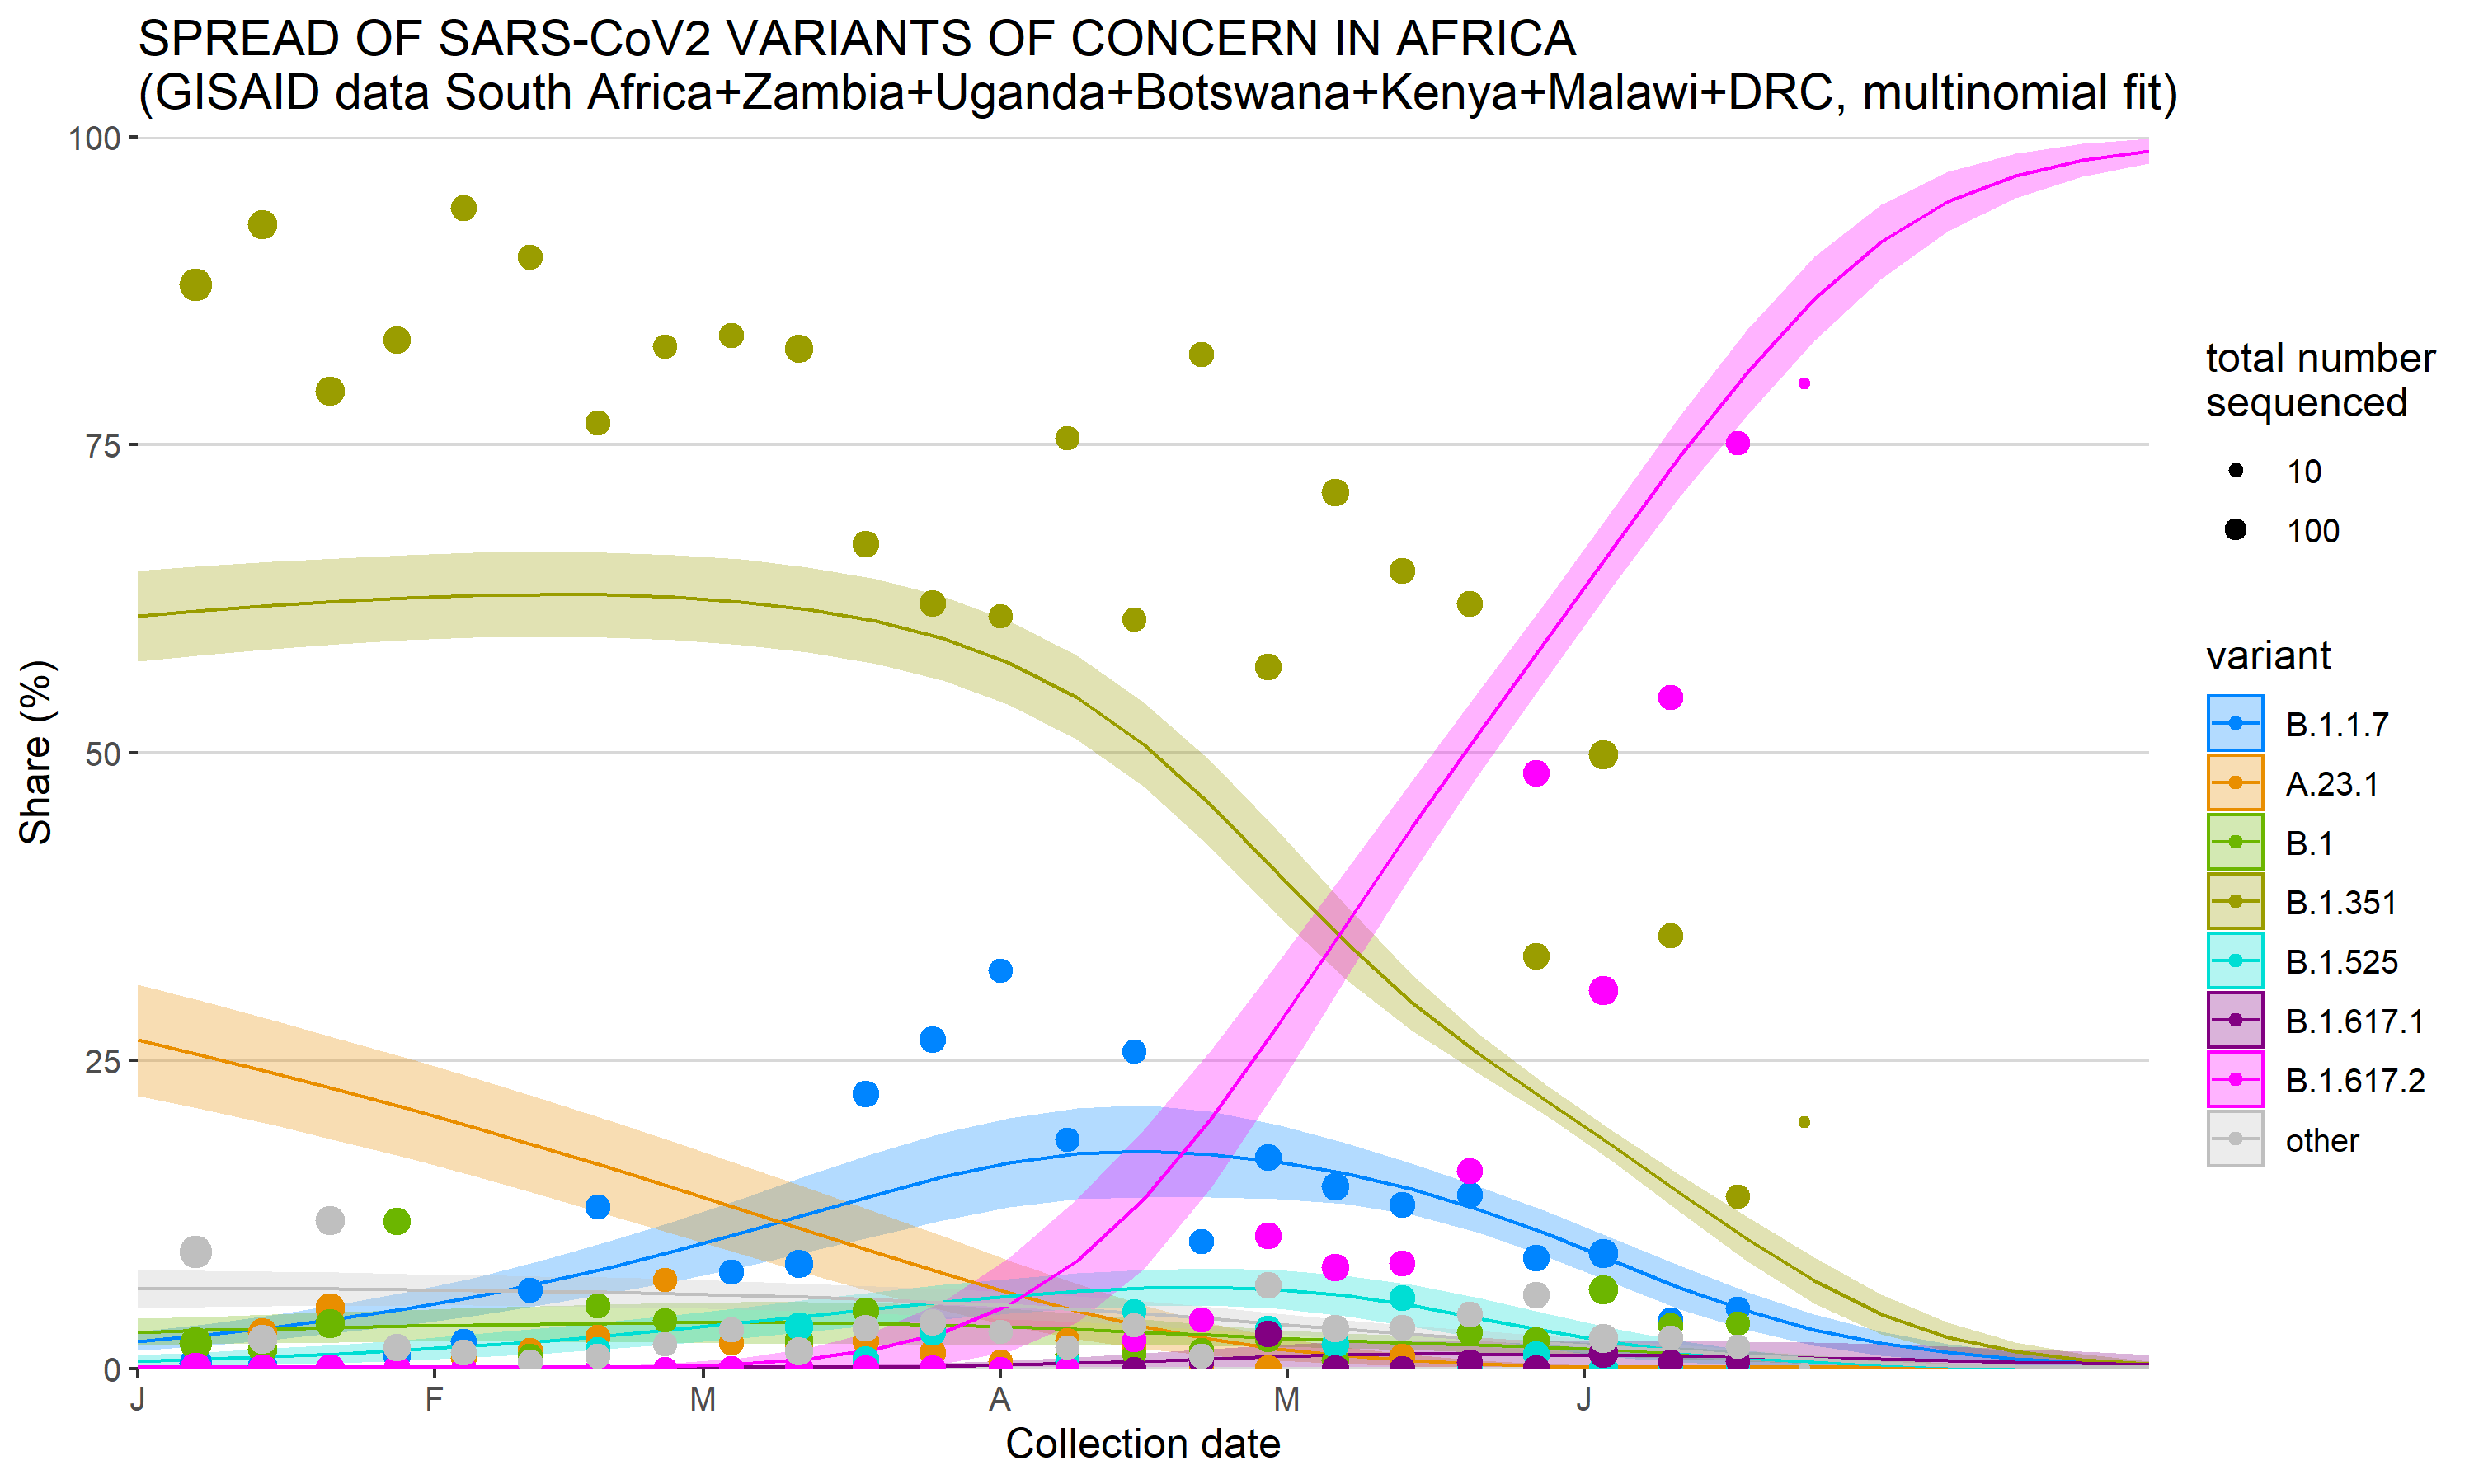 SPREAD OF SARS-CoV2 VARIANTS OF CONCERN IN AFRICA
(GISAID data South Africa+Zambia+Uganda+Botswana+Kenya+Malawi+DRC, multinomial fit)
100
75
50
25
0
Share (%)
J
F
M
A
M
J
Collection date
total number
sequenced
10
100
variant
B.1.1.7
A.23.1
B.1
B.1.351
B.1.525
B.1.617.1
B.1.617.2
other